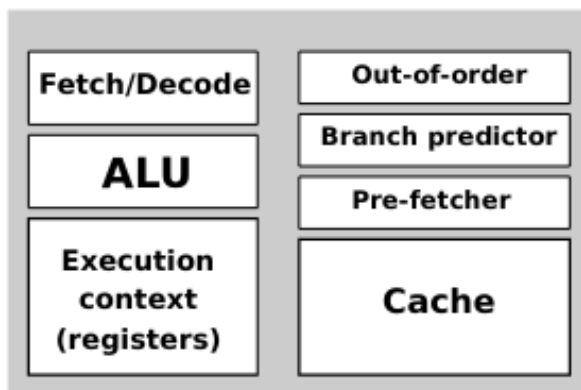 Fetch/Decode
ALU
Execution
context
(registers)
Out-of-order
Branch predictor
Pre-fetcher
Cache